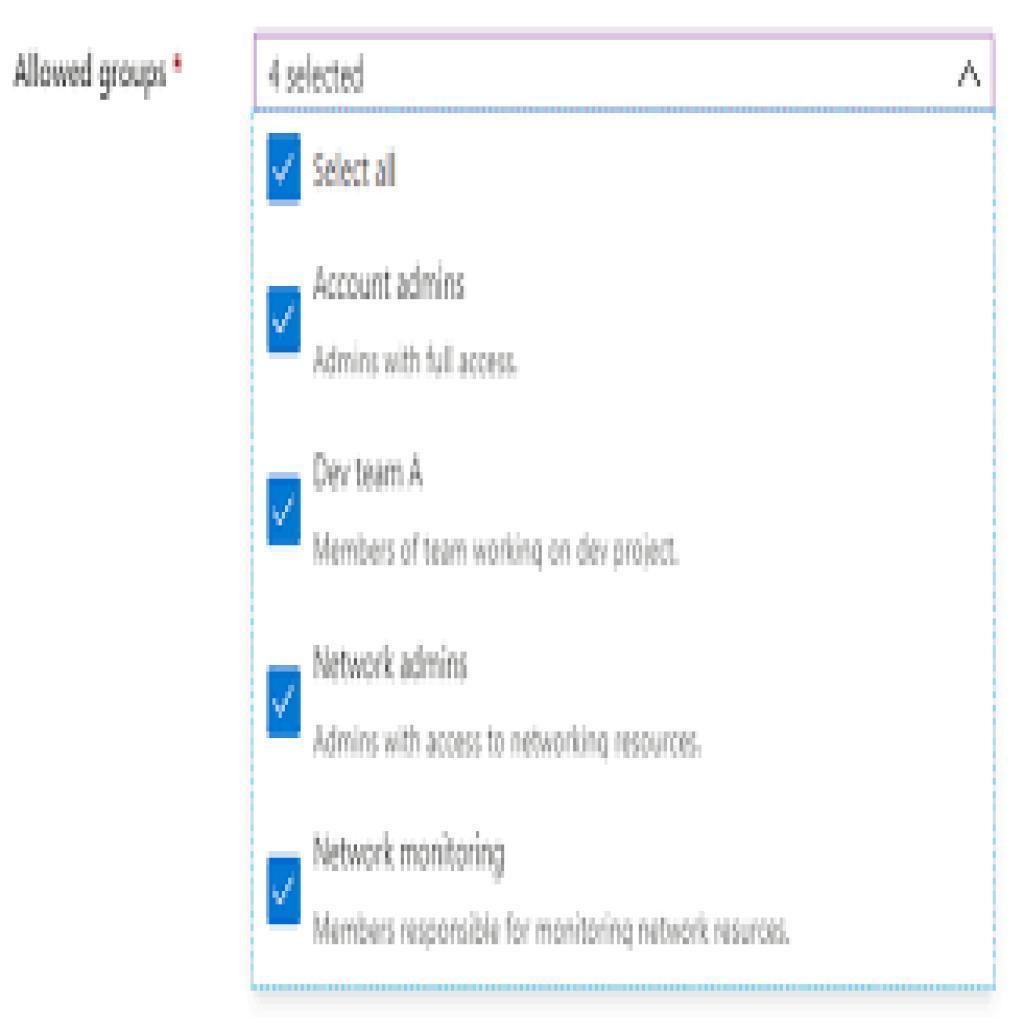 Allowed groups *
4 selected
Select all
Account admins
Admins with full access.
Dev team A
Members of team working on dev project.
Network admins
Admins with access to networking resources.
Network monitoring
Members responsible for monitoring network resurces.